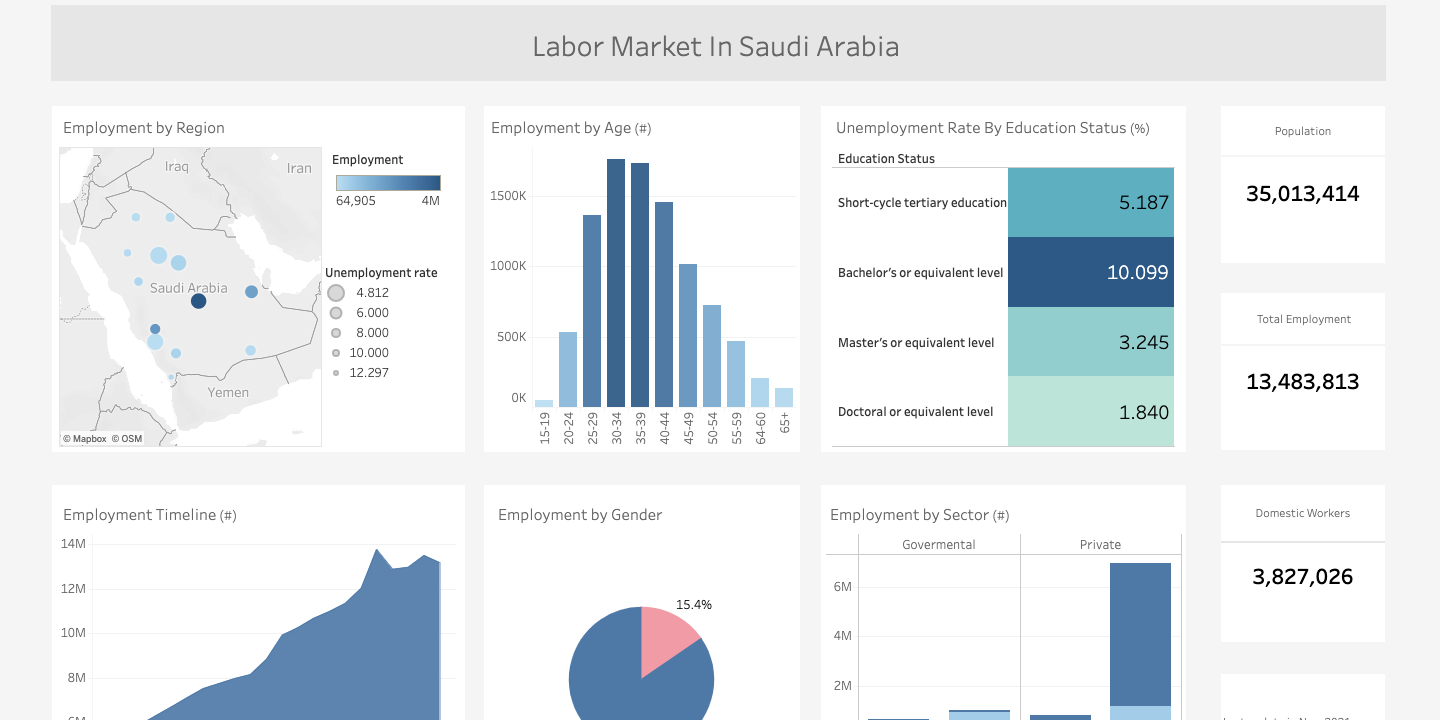 Labor Market In Saudi Arabia
Employment by Region
Iraq
Iran
Saudi Arabia
Yemen
© Mapbox © OSM
Employment
64,905 4M
Unemployment rate
4.812
6.000
8.000
10.000
12.297
Employment by Age (#)
1500K
1000K
500K
0K
15-19
20-24
25-29
30-34
35-39
40-44
45-49
50-54
55-59
64-60
65+
Unemployment Rate By Education Status (%)
Education Status
Short-cycle tertiary education 5.187
Bachelor's or equivalent level 10.099
Master's or equivalent level 3.245
Doctoral or equivalent level 1.840
Population
35,013,414
Total Employment
13,483,813
Employment Timeline (#)
14M
12M
10M
8M
Employment by Gender
15.4%
Employment by Sector (#)
Govermental Private
6M
4M
2M
Domestic Workers
3,827,026